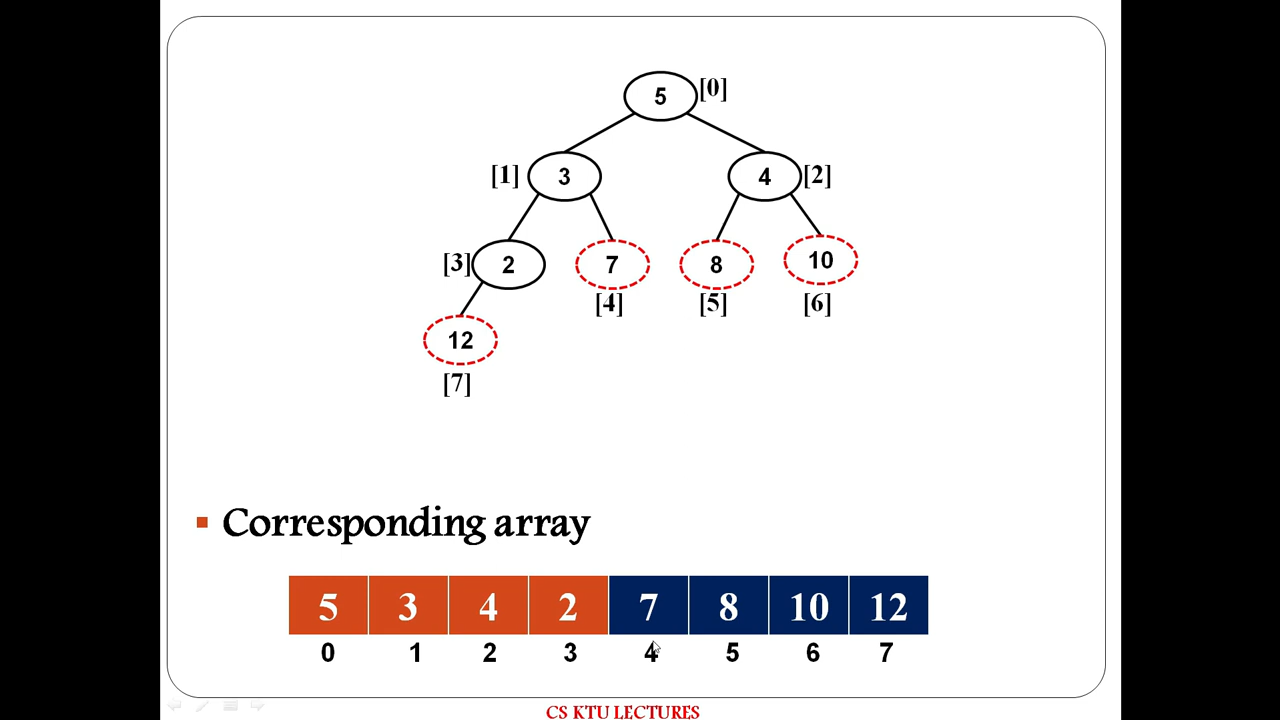 5 [0]
[1] 3 4 [2]
[3] 2 7 8 10
[4] [5] [6]
12
[7]
Corresponding array
5 3 4 2 7 8 10 12
0 1 2 3 4 5 6 7
CS KTU LECTURES